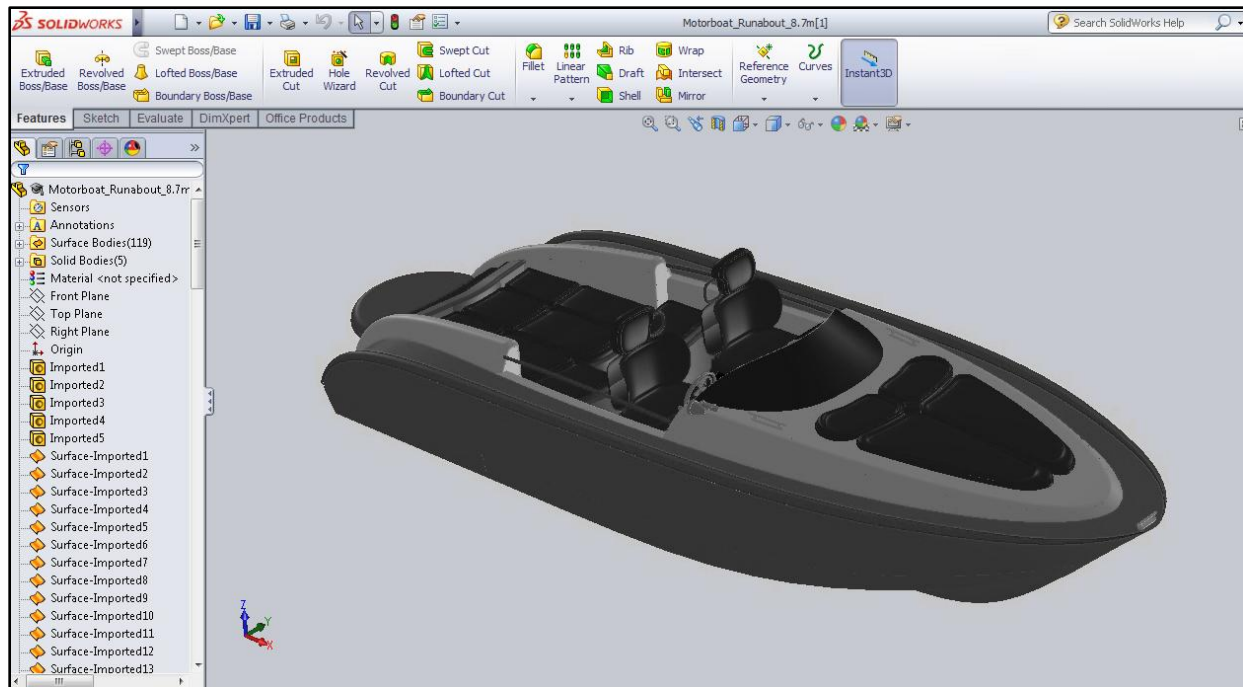 SOLIDWORKS
Motorboat_Runabout_8.7m[1]
Search SolidWorks Help
Extruded Boss/Base
Revolved Boss/Base
Swept Boss/Base
Lofted Boss/Base
Boundary Boss/Base
Extruded Cut
Hole Wizard
Revolved Cut
Swept Cut
Lofted Cut
Boundary Cut
Fillet
Linear Pattern
Rib
Draft
Shell
Wrap
Intersect
Mirror
Reference Geometry
Curves
Instant3D
Features
Sketch
Evaluate
DimXpert
Office Products
Motorboat_Runabout_8.7m
Sensors
A Annotations
Surface Bodies(119)
Solid Bodies(5)
Material <not specified>
Front Plane
Top Plane
Right Plane
Origin
Imported1
Imported2
Imported3
Imported4
Imported5
Surface-Imported1
Surface-Imported2
Surface-Imported3
Surface-Imported4
Surface-Imported5
Surface-Imported6
Surface-Imported7
Surface-Imported8
Surface-Imported9
Surface-Imported10
Surface-Imported11
Surface-Imported12
Surface-Imported13
Z
Y
X